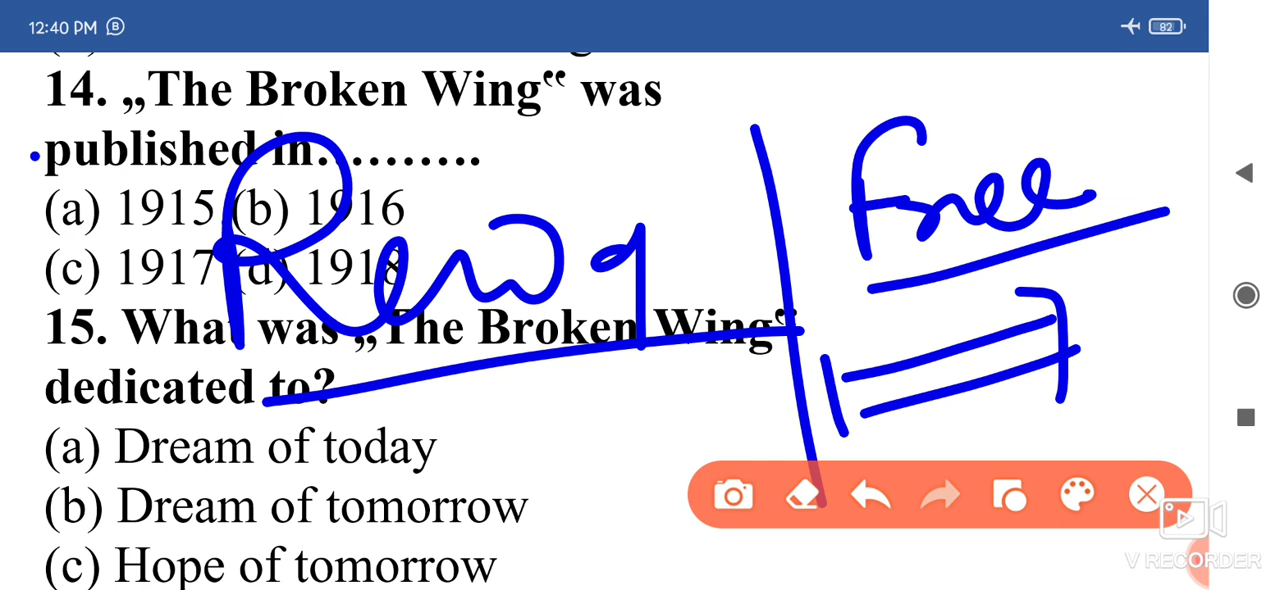 12:40 PM
82
14. „The Broken Wing‟ was
published in……….
(a) 1915 (b) 1916
(c) 1917 (d) 1918
15. What was „The Broken Wing‟
dedicated to?
(a) Dream of today
(b) Dream of tomorrow
(c) Hope of tomorrow
Free
V RECORDER